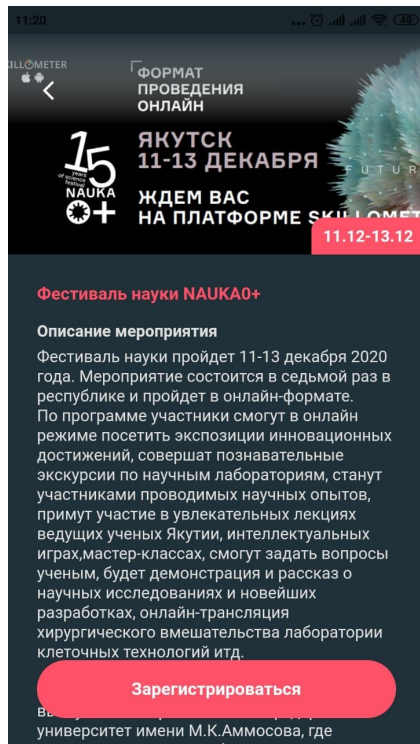 11:20
40
ILLOMETER
ФОРМАТ
ПРОВЕДЕНИЯ
ОНЛАЙН
15
years
of science
festival
NAUKA
0+
ЯКУТСК
11-13 ДЕКАБРЯ
FUTUR
ЖДЕМ ВАС
НА ПЛАТФОРМЕ SKILLOMET
11.12-13.12
Фестиваль науки NAUKA0+
Описание мероприятия
Фестиваль науки пройдет 11-13 декабря 2020
года. Мероприятие состоится в седьмой раз в
республике и пройдет в онлайн-формате.
По программе участники смогут в онлайн
режиме посетить экспозиции инновационных
достижений, совершат познавательные
экскурсии по научным лабораториям, станут
участниками проводимых научных опытов,
примут участие в увлекательных лекциях
ведущих ученых Якутии, интеллектуальных
играх,мастер-классах, смогут задать вопросы
ученым, будет демонстрация и рассказ о
научных исследованиях и новейших
разработках, онлайн-трансляция
хирургического вмешательства лаборатории
клеточных технологий итд.
Зарегистрироваться
университет имени М.К.Аммосова, где